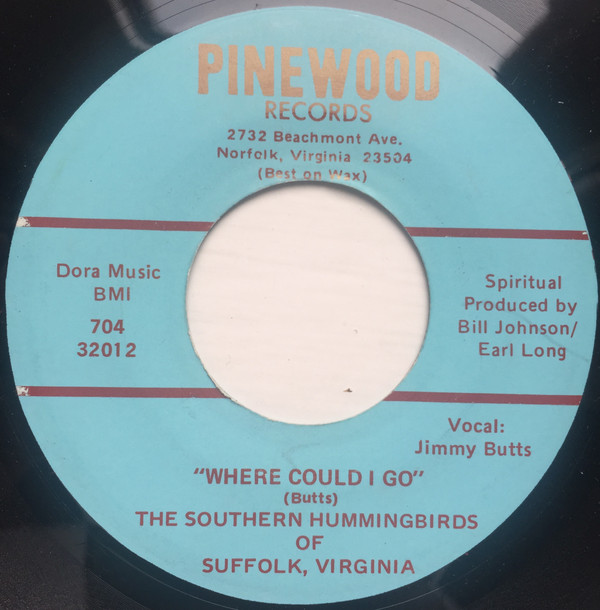 PINEWOOD
RECORDS
2732 Beachmont Ave.
Norfolk, Virginia 23504
(Best on Wax)
Dora Music
BMI
704
32012
Spiritual
Produced by
Bill Johnson/
Earl Long
Vocal:
Jimmy Butts
"WHERE COULD I GO"
(Butts)
THE SOUTHERN HUMMINGBIRDS
OF
SUFFOLK, VIRGINIA